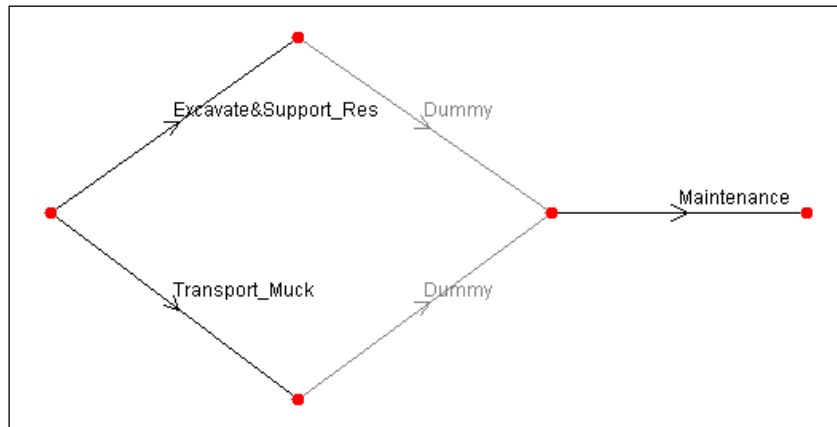 Excavate&Support_Res
Dummy
Maintenance
Transport_Muck
Dummy